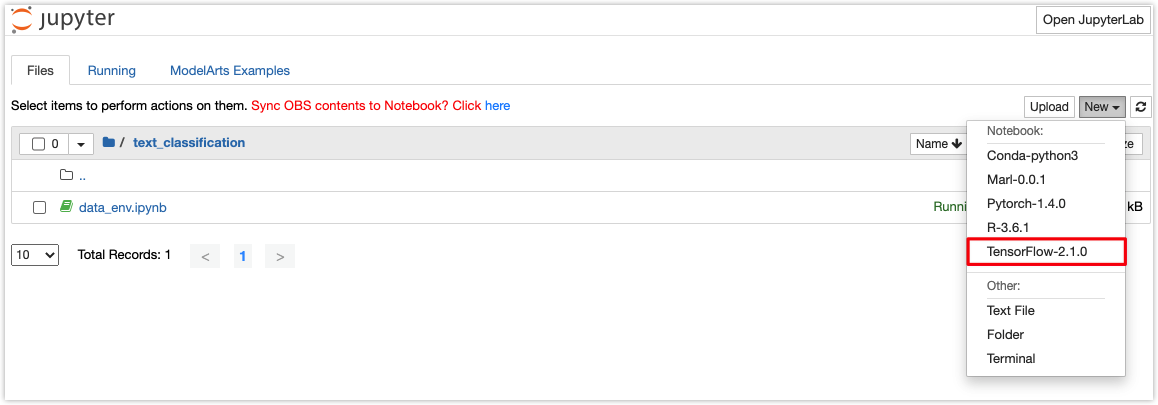 jupyter
Open JupyterLab
Files Running ModelArts Examples
Select items to perform actions on them. Sync OBS contents to Notebook? Click here
Upload New
0 / text_classification Name ze
Notebook:
Conda-python3
..
Marl-0.0.1
data_env.ipynb Runni kB
Pytorch-1.4.0
R-3.6.1
10 Total Records: 1 < 1 >
TensorFlow-2.1.0
Other:
Text File
Folder
Terminal